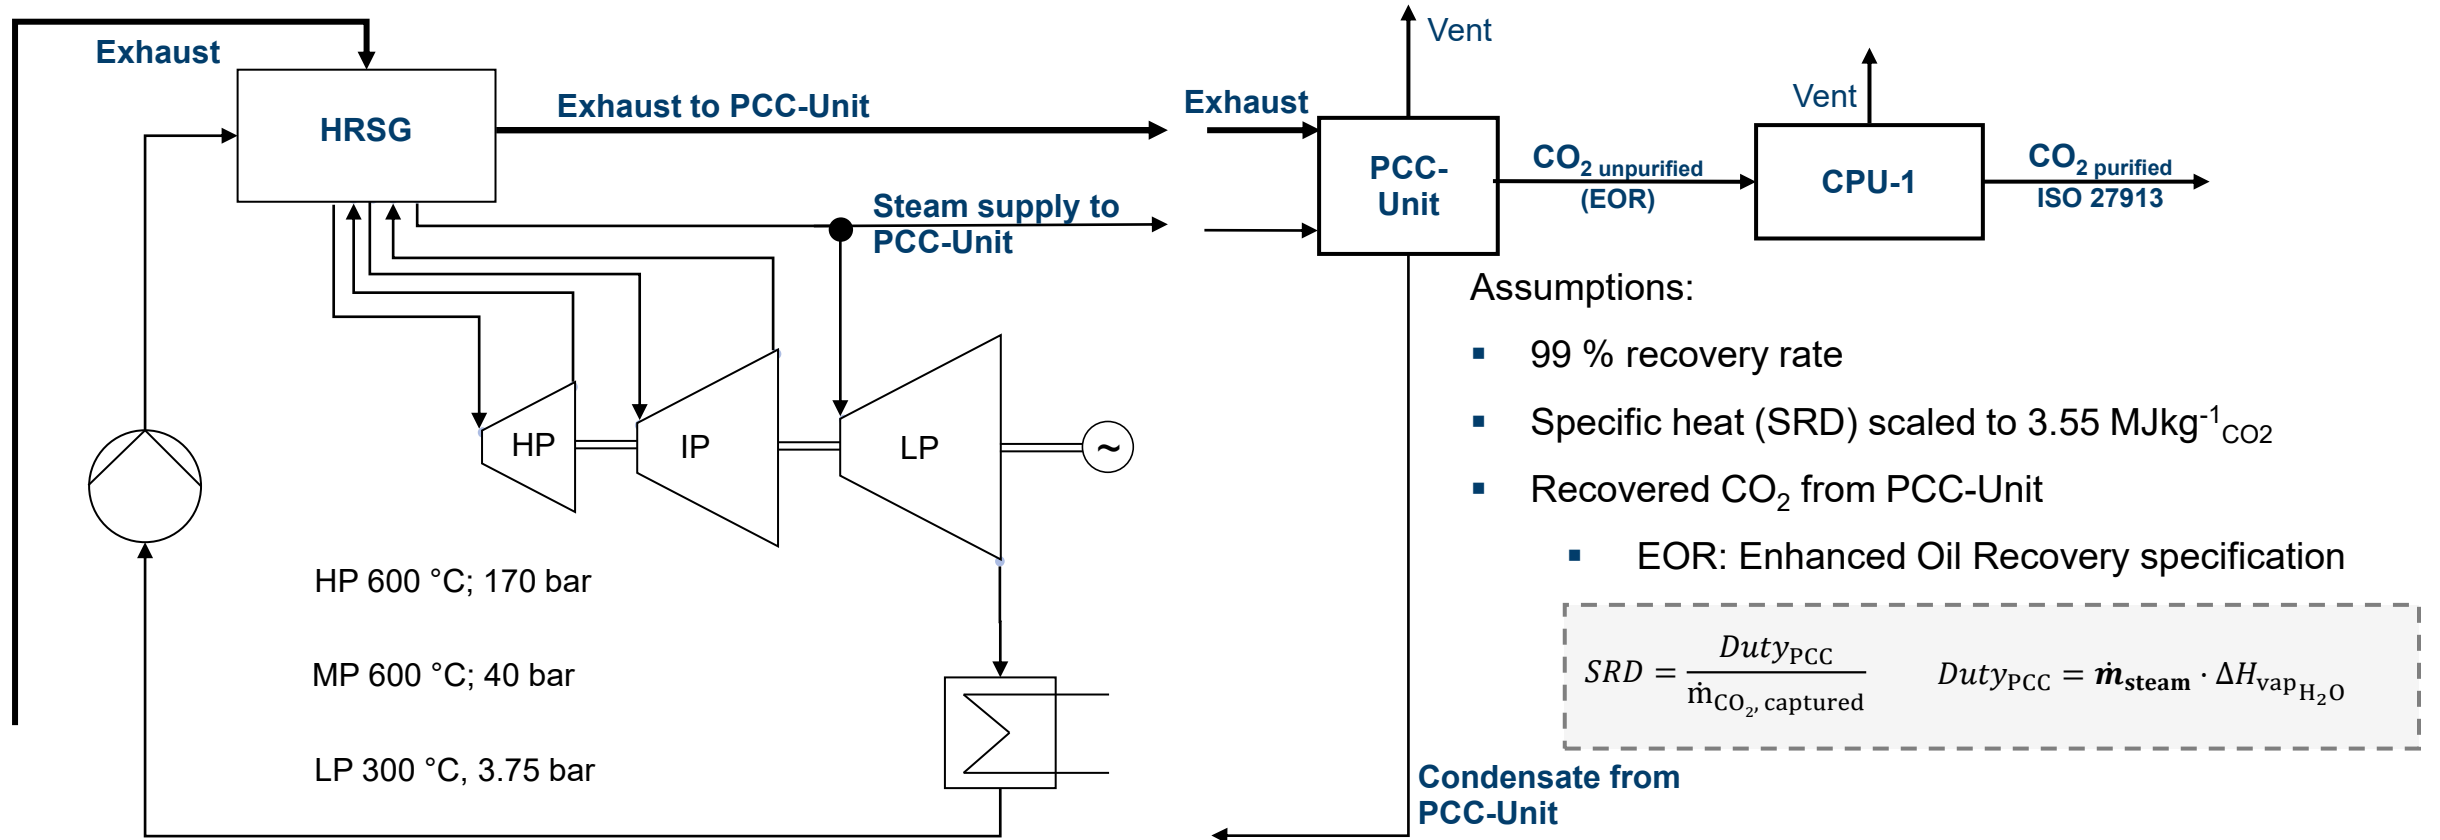 Exhaust
HRSG
Exhaust to PCC-Unit
Steam supply to
PCC-Unit
HP
IP
LP
~
HP 600 °C; 170 bar
MP 600 °C; 40 bar
LP 300 °C, 3.75 bar
Exhaust
Vent
PCC-
Unit
CO2 unpurified
(EOR)
Vent
CPU-1
CO2 purified
ISO 27913
Condensate from
PCC-Unit
Assumptions:
▪ 99 % recovery rate
▪ Specific heat (SRD) scaled to 3.55 MJkg⁻¹CO2
▪ Recovered CO2 from PCC-Unit
▪ EOR: Enhanced Oil Recovery specification
SRD = DutyPCC / ṁCO2, captured    DutyPCC = ṁsteam · ΔHvapH2O